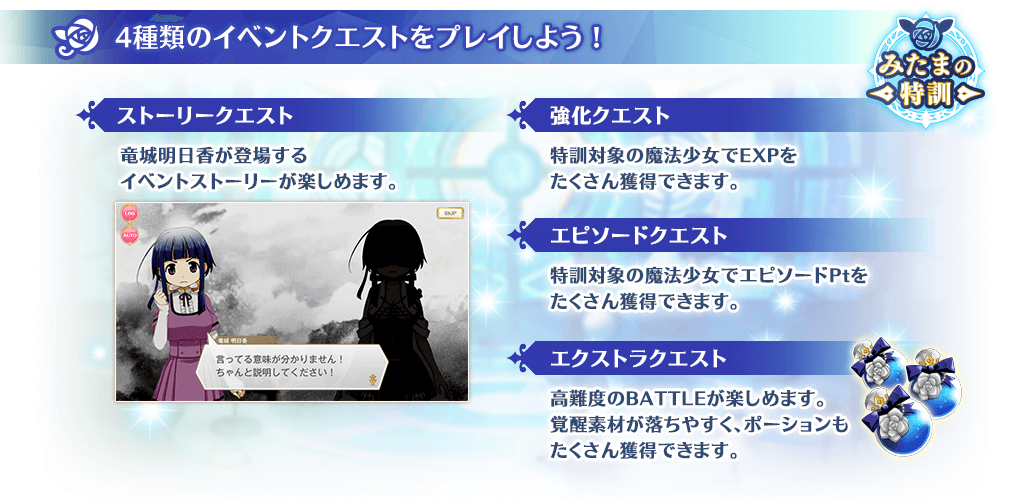 4種類のイベントクエストをプレイしよう！
みたまの
特訓
ストーリークエスト
竜城明日香が登場する
イベントストーリーが楽しめます。
LOG
AUTO
SKIP
竜城 明日香
言ってる意味が分かりません！
ちゃんと説明してください！
強化クエスト
特訓対象の魔法少女でEXPを
たくさん獲得できます。
エピソードクエスト
特訓対象の魔法少女でエピソードPtを
たくさん獲得できます。
エクストラクエスト
高難度のBATTLEが楽しめます。
覚醒素材が落ちやすく、ポーションも
たくさん獲得できます。